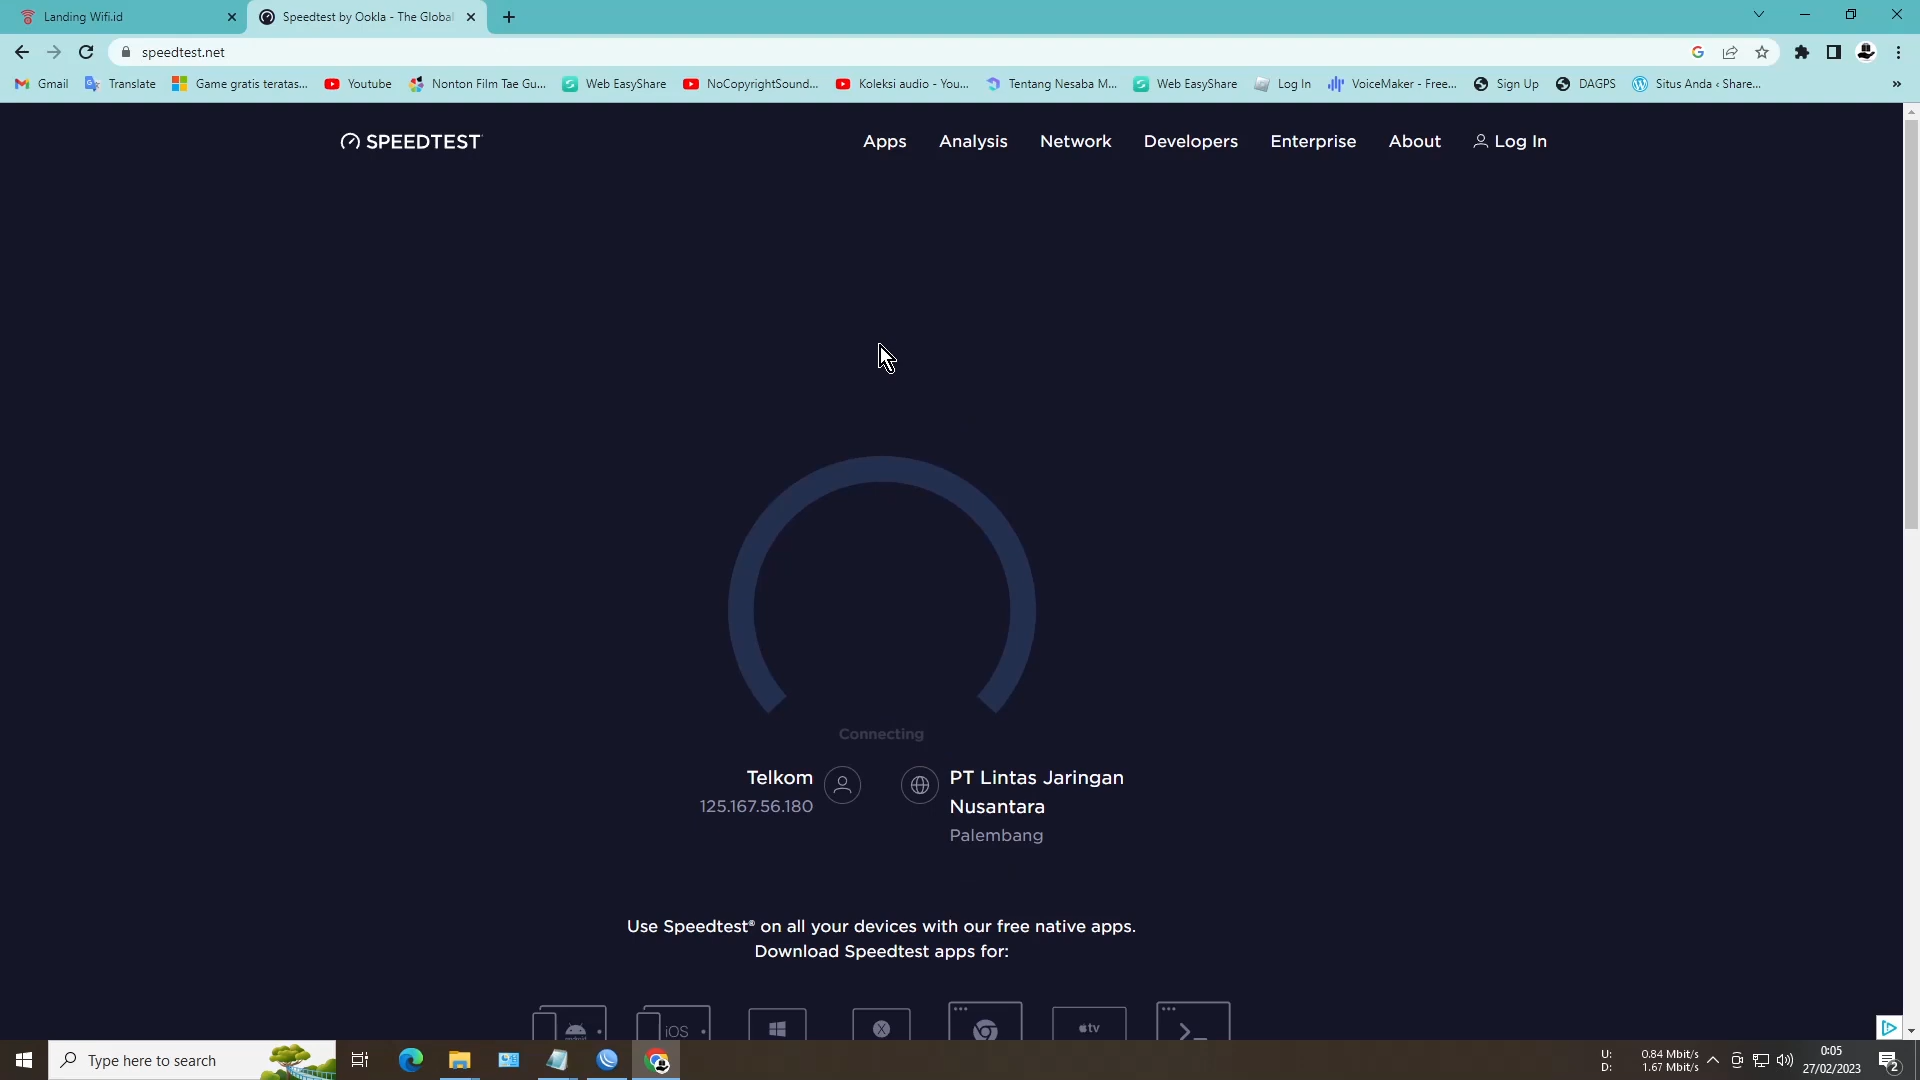 Landing Wifi.id
Speedtest by Ookla - The Global
speedtest.net
Gmail
Translate
Game gratis teratas...
Youtube
Nonton Film Tae Gu...
Web EasyShare
NoCopyrightSound...
Koleksi audio - You...
Tentang Nesaba M...
Web EasyShare
Log In
VoiceMaker - Free...
Sign Up
DAGPS
Situs Anda ‹ Share...
»
SPEEDTEST
Apps
Analysis
Network
Developers
Enterprise
About
Log In
Connecting
Telkom
125.167.56.180
PT Lintas Jaringan
Nusantara
Palembang
Use Speedtest® on all your devices with our free native apps.
Download Speedtest apps for:
iOS
tv
Type here to search
U: 0.84 Mbit/s
D: 1.67 Mbit/s
0:05
27/02/2023
2